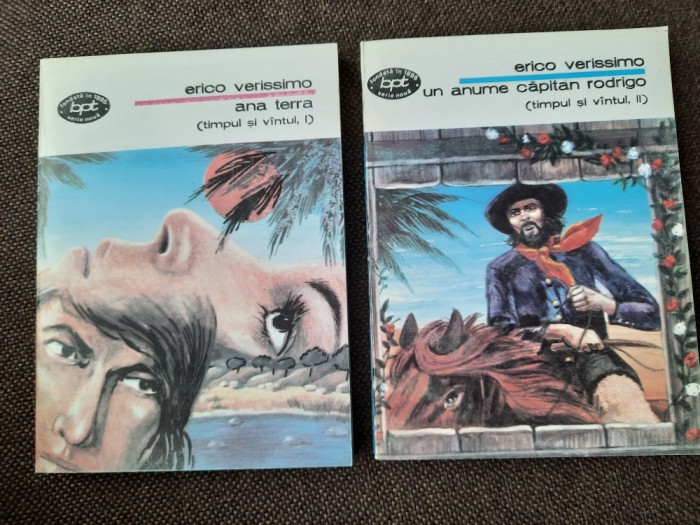 fondată în 1895
bpt
serie nouă
erico verissimo
ana terra
(timpul și vîntul, I)
fondată în 1895
bpt
serie nouă
erico verissimo
un anume căpitan rodrigo
(timpul și vîntul, II)